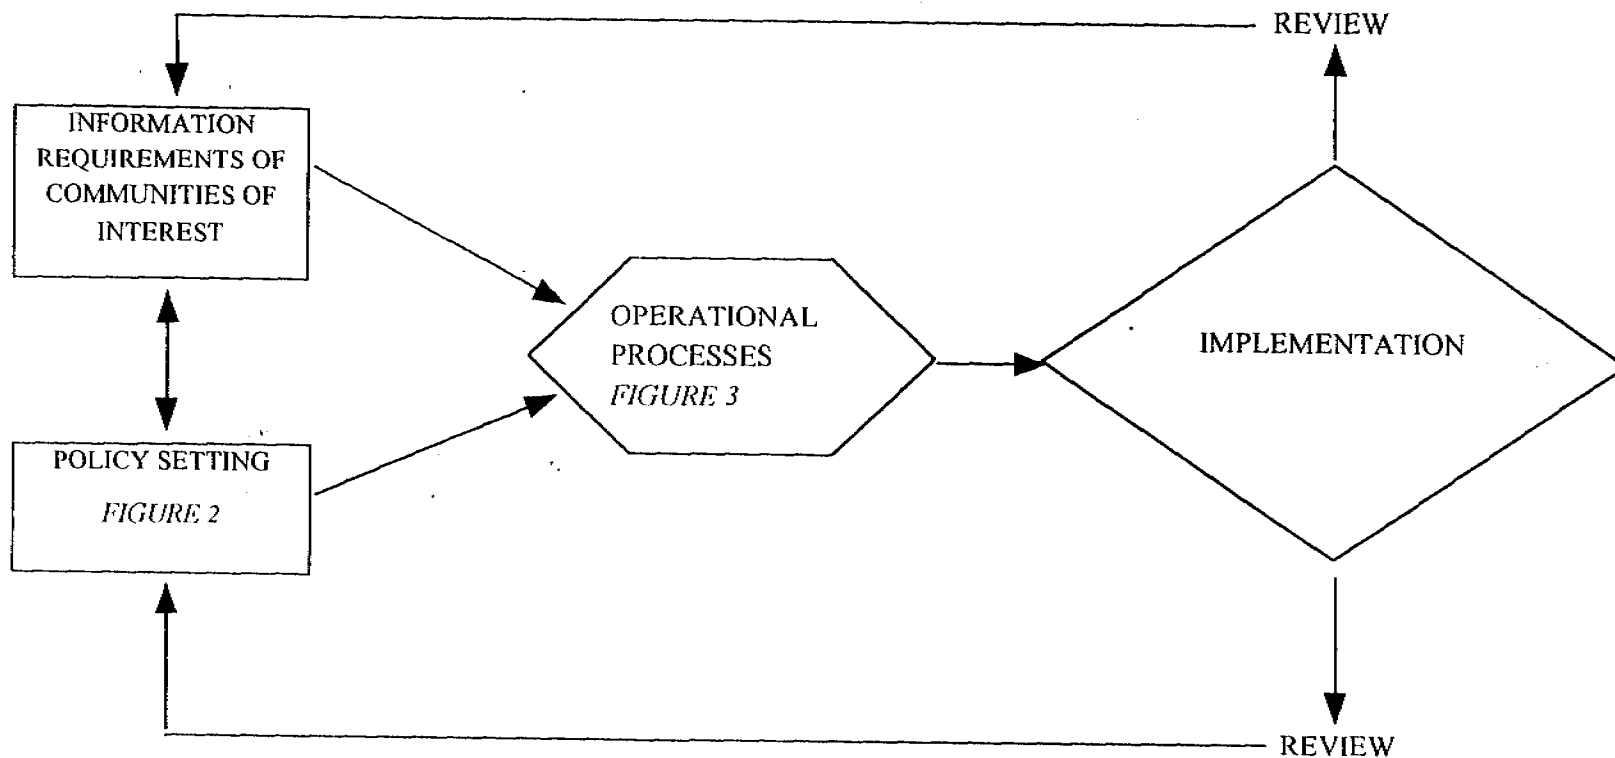 REVIEW
INFORMATION
REQUIREMENTS OF
COMMUNITIES OF
INTEREST
OPERATIONAL
PROCESSES
FIGURE 3
IMPLEMENTATION
POLICY SETTING
FIGURE 2
REVIEW